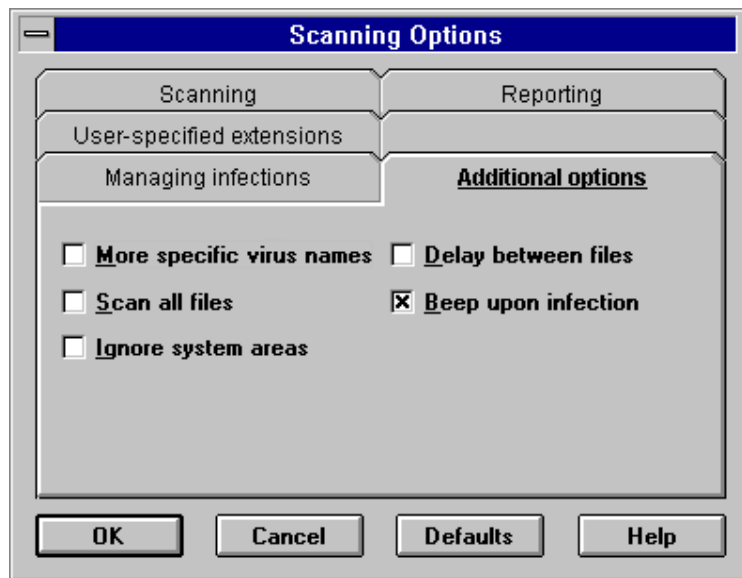 Scanning Options
Scanning Reporting
User-specified extensions
Managing infections Additional options
More specific virus names Delay between files
Scan all files Beep upon infection
Ignore system areas
OK Cancel Defaults Help